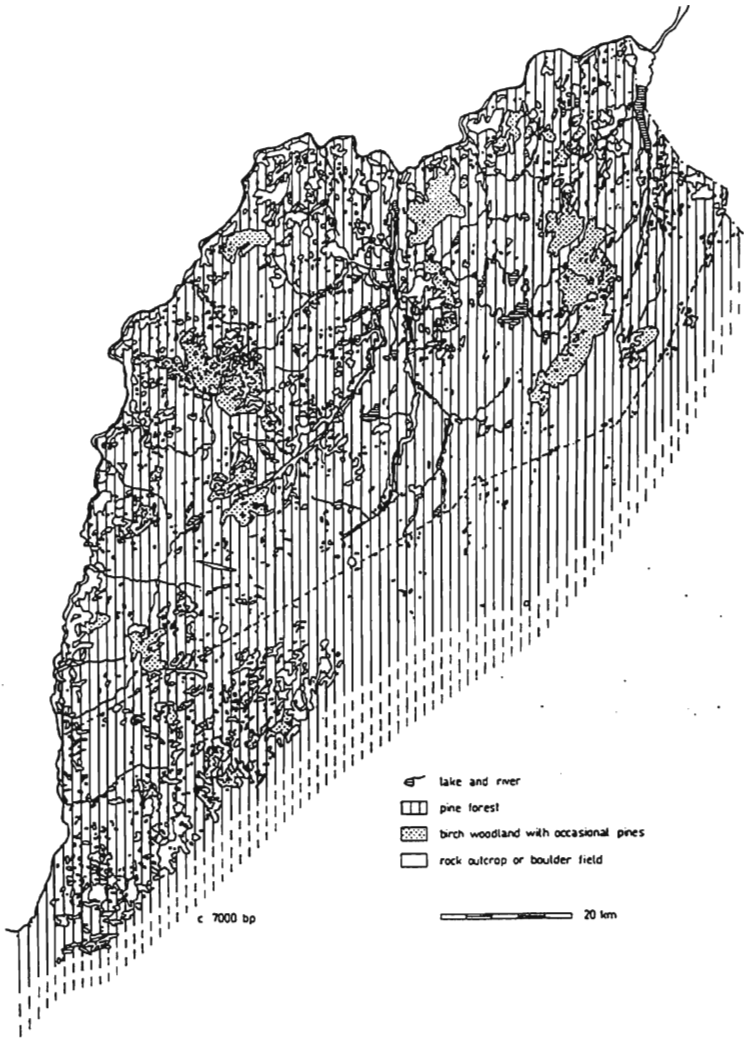 lake and river
pine forest
birch woodland with occasional pines
rock outcrop or boulder field
c 7000 bp
20 km